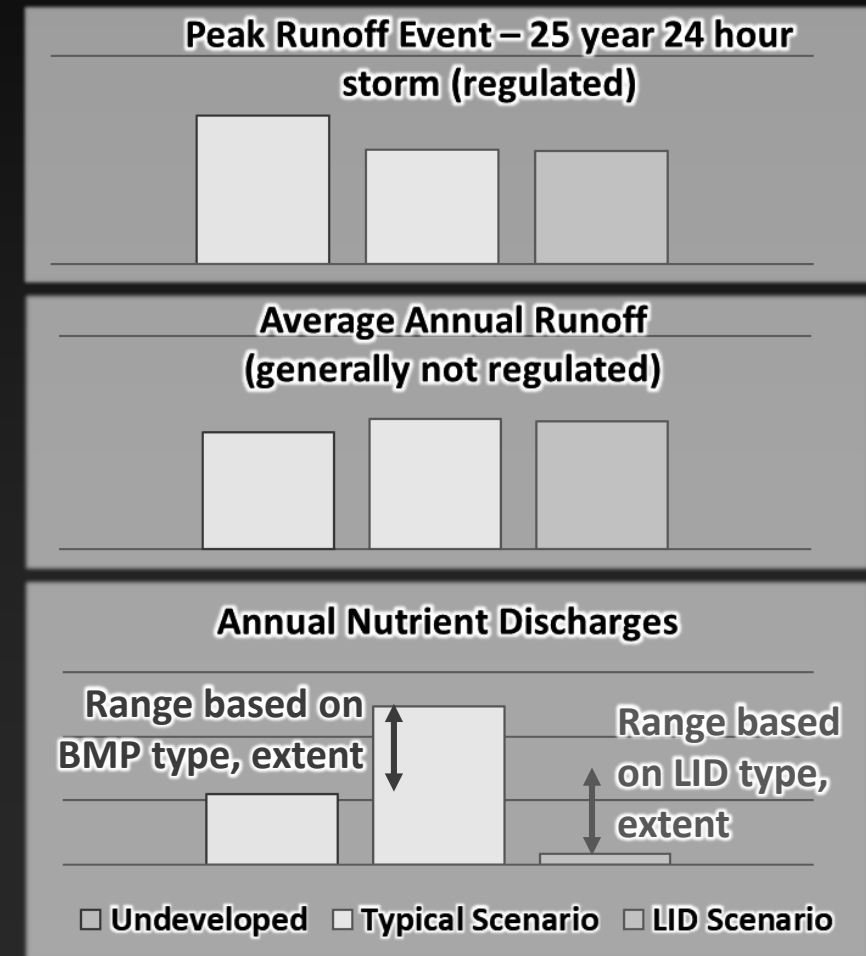 Peak Runoff Event – 25 year 24 hour
storm (regulated)
Average Annual Runoff
(generally not regulated)
Annual Nutrient Discharges
Range based on
BMP type, extent
Range based
on LID type,
extent
Undeveloped Typical Scenario LID Scenario